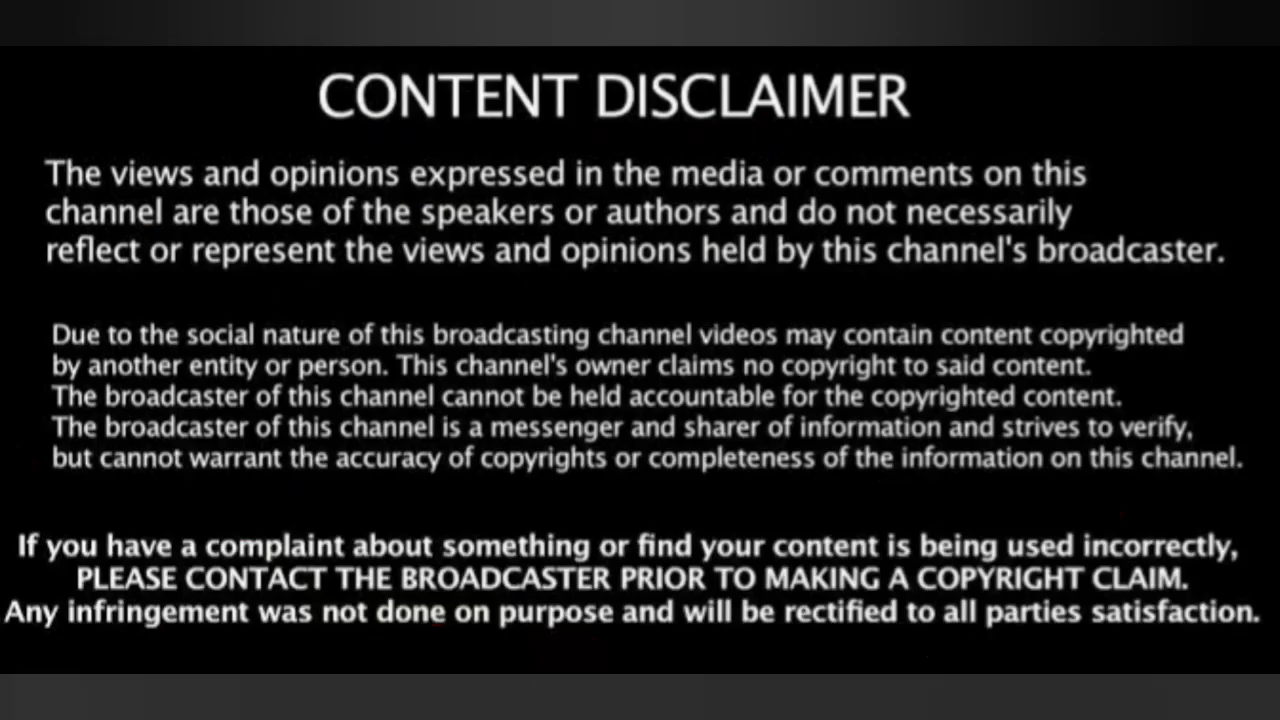 CONTENT DISCLAIMER
The views and opinions expressed in the media or comments on this
channel are those of the speakers or authors and do not necessarily
reflect or represent the views and opinions held by this channel's broadcaster.
Due to the social nature of this broadcasting channel videos may contain content copyrighted
by another entity or person. This channel's owner claims no copyright to said content.
The broadcaster of this channel cannot be held accountable for the copyrighted content.
The broadcaster of this channel is a messenger and sharer of information and strives to verify,
but cannot warrant the accuracy of copyrights or completeness of the information on this channel.
If you have a complaint about something or find your content is being used incorrectly,
PLEASE CONTACT THE BROADCASTER PRIOR TO MAKING A COPYRIGHT CLAIM.
Any infringement was not done on purpose and will be rectified to all parties satisfaction.